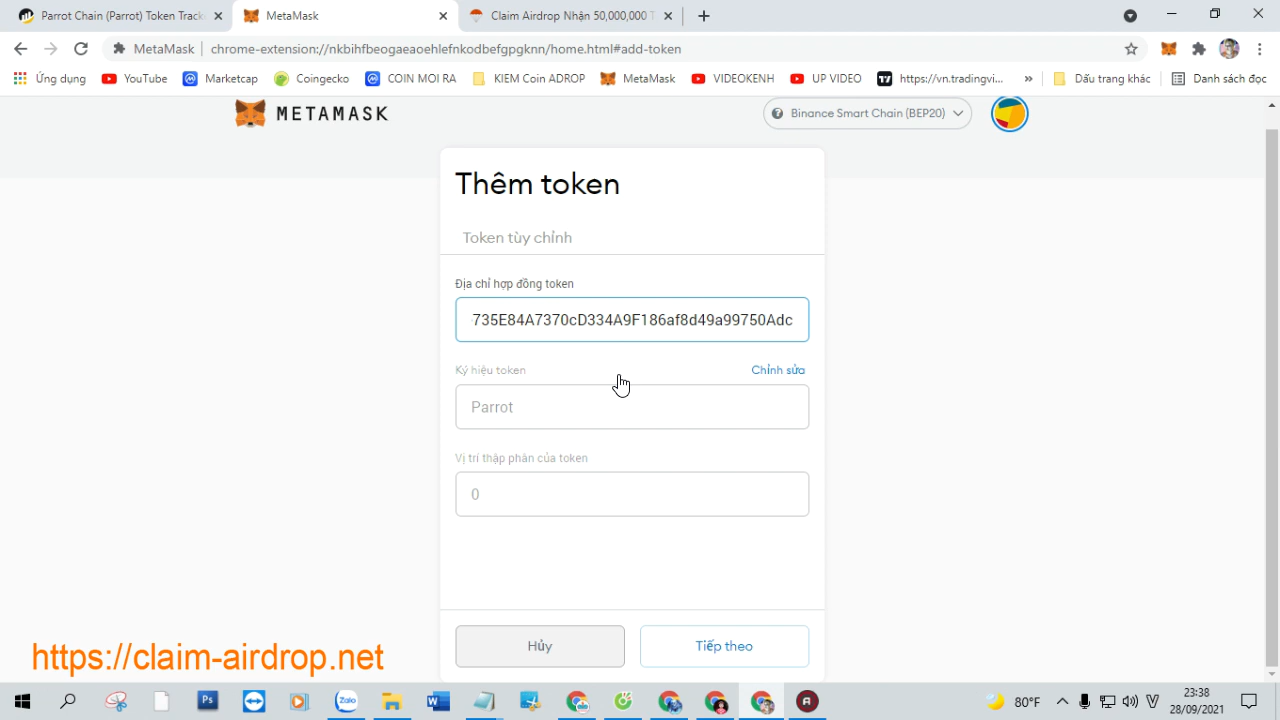 Parrot Chain (Parrot) Token Track
MetaMask
Claim Airdrop Nhận 50,000,000 T
MetaMask
chrome-extension://nkbihfbeogaeaoehlefnkodbefgpgknn/home.html#add-token
Ứng dụng
YouTube
Marketcap
Coingecko
COIN MOI RA
KIEM Coin ADROP
MetaMask
VIDEOKENH
UP VIDEO
https://vn.tradingvi...
»
Dấu trang khác
Danh sách đọc
METAMASK
Binance Smart Chain (BEP20)
Thêm token
Token tùy chỉnh
Địa chỉ hợp đồng token
735E84A7370cD334A9F186af8d49a99750Adc
Ký hiệu token
Chỉnh sửa
Parrot
Vị trí thập phân của token
0
Hủy
Tiếp theo
https://claim-airdrop.net
Ps
Zalo
W
A
80°F
V
23:38
28/09/2021